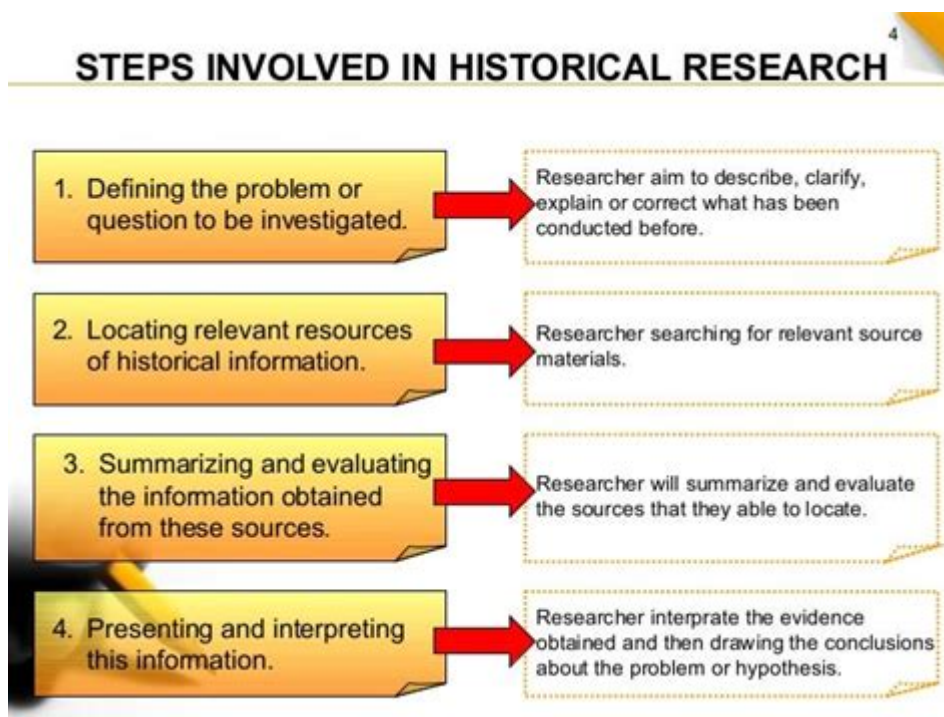 4
STEPS INVOLVED IN HISTORICAL RESEARCH
1. Defining the problem or
question to be investigated.
Researcher aim to describe, clarify,
explain or correct what has been
conducted before.
2. Locating relevant resources
of historical information.
Researcher searching for relevant source
materials.
3. Summarizing and evaluating
the information obtained
from these sources.
Researcher will summarize and evaluate
the sources that they able to locate.
4. Presenting and interpreting
this information.
Researcher interprate the evidence
obtained and then drawing the conclusions
about the problem or hypothesis.